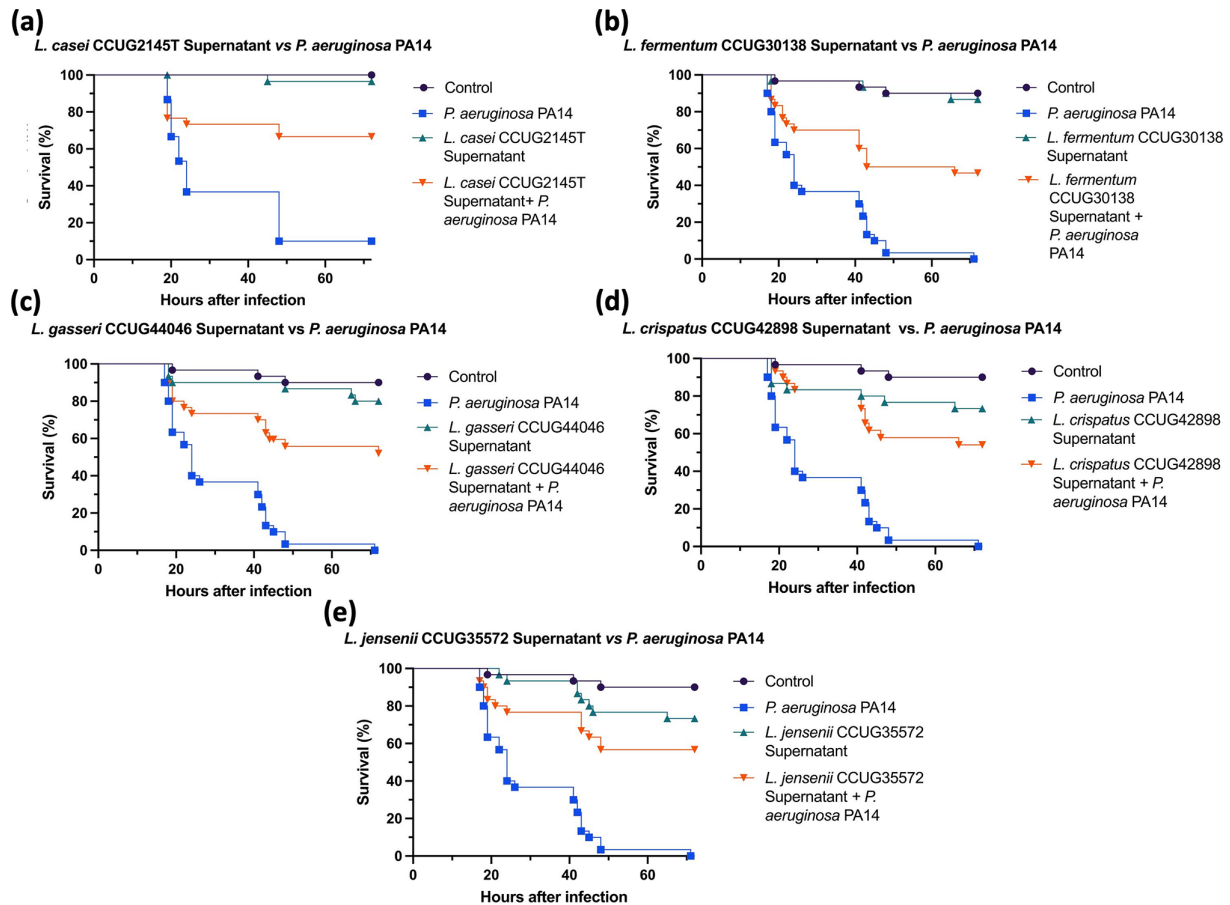 (a)
L. casei CCUG2145T Supernatant vs P. aeruginosa PA14
100
80
60
40
20
0
Survival (%)
0 20 40 60
Hours after infection
Control
P. aeruginosa PA14
L. casei CCUG2145T
Supernatant
L. casei CCUG2145T
Supernatant+ P.
aeruginosa PA14
(b)
L. fermentum CCUG30138 Supernatant vs P. aeruginosa PA14
100
80
60
40
20
0
Survival (%)
0 20 40 60
Hours after infection
Control
P. aeruginosa PA14
L. fermentum CCUG30138
Supernatant
L. fermentum
CCUG30138
Supernatant +
P. aeruginosa
PA14
(c)
L. gasseri CCUG44046 Supernatant vs P. aeruginosa PA14
100
80
60
40
20
0
Survival (%)
0 20 40 60
Hours after infection
Control
P. aeruginosa PA14
L. gasseri CCUG44046
Supernatant
L. gasseri CCUG44046
Supernatant + P.
aeruginosa PA14
(d)
L. crispatus CCUG42898 Supernatant vs. P. aeruginosa PA14
100
80
60
40
20
0
Survival (%)
0 20 40 60
Hours after infection
Control
P. aeruginosa PA14
L. crispatus CCUG42898
Supernatant
L. crispatus CCUG42898
Supernatant + P.
aeruginosa PA14
(e)
L. jensenii CCUG35572 Supernatant vs P. aeruginosa PA14
100
80
60
40
20
0
Survival (%)
0 20 40 60
Hours after infection
Control
P. aeruginosa PA14
L. jensenii CCUG35572
Supernatant
L. jensenii CCUG35572
Supernatant + P.
aeruginosa PA14